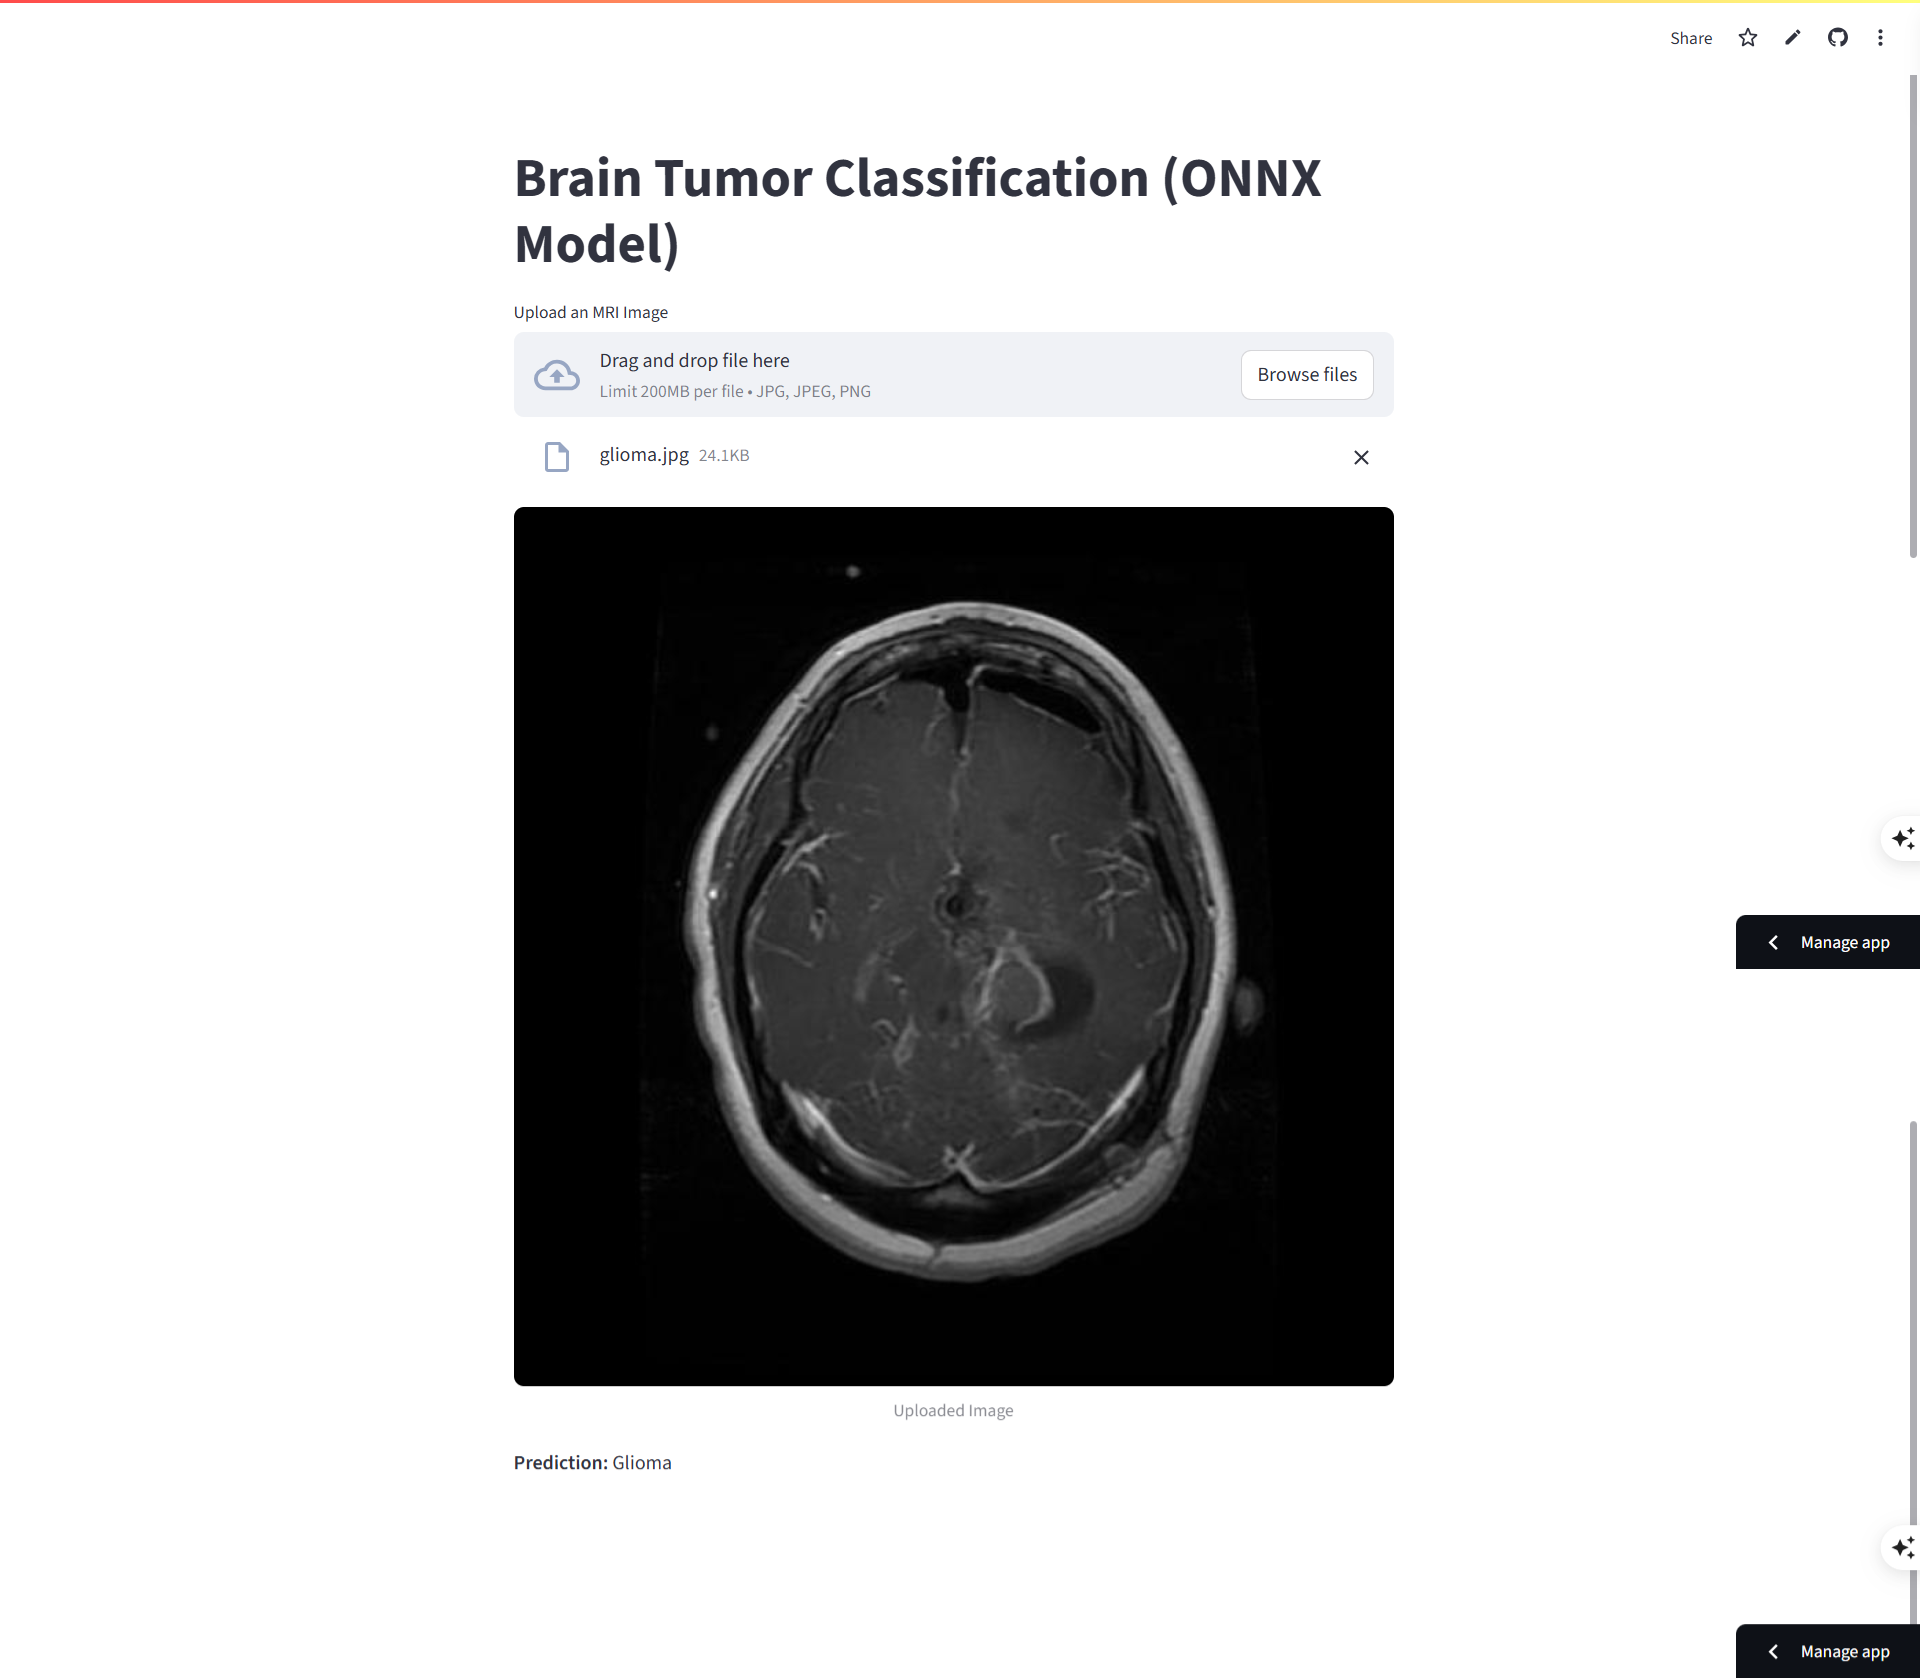 Share
Brain Tumor Classification (ONNX
Model)
Upload an MRI Image
Drag and drop file here
Limit 200MB per file • JPG, JPEG, PNG
Browse files
glioma.jpg 24.1KB
Manage app
Uploaded Image
Prediction: Glioma
Manage app